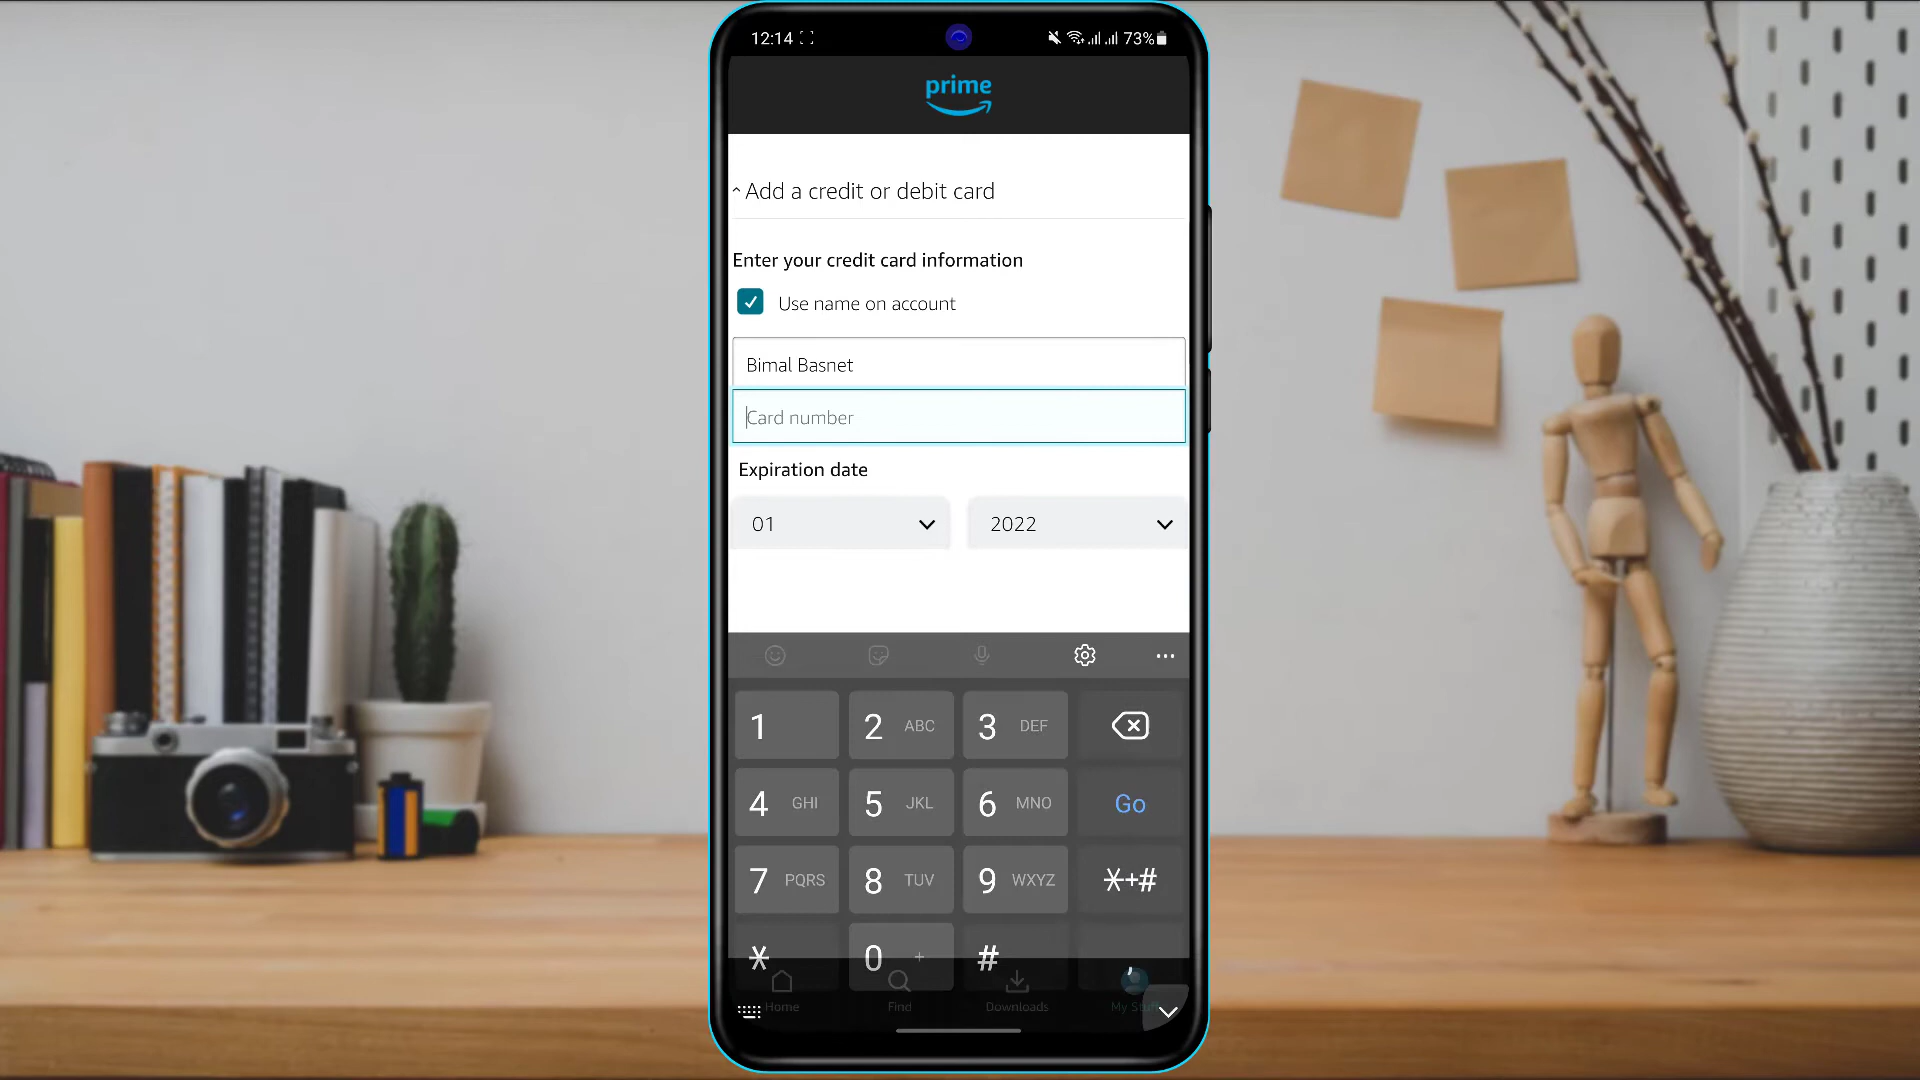 12:14 73%
prime
Add a credit or debit card
Enter your credit card information
Use name on account
Bimal Basnet
Card number
Expiration date
01 2022
1 2 ABC 3 DEF
4 GHI 5 JKL 6 MNO Go
7 PQRS 8 TUV 9 WXYZ *+#
* 0 + # ,
Home Find Downloads My Stuff